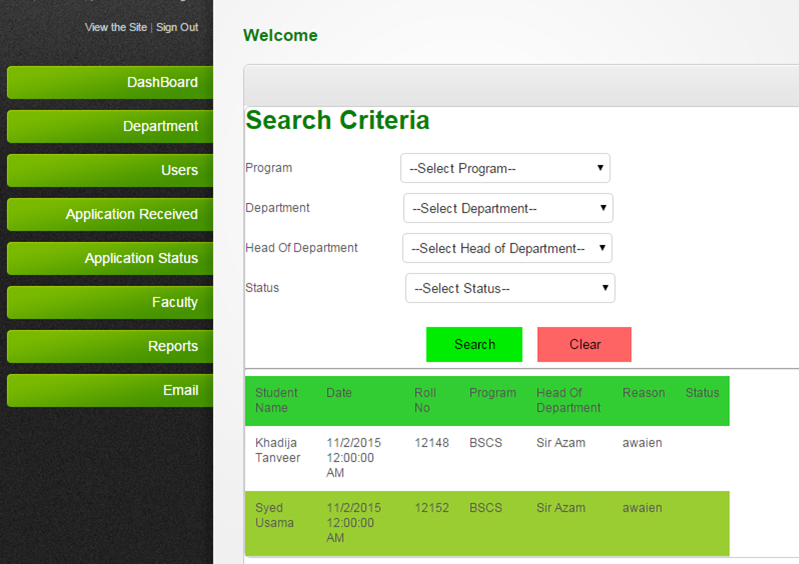 View the Site | Sign Out
DashBoard
Department
Users
Application Received
Application Status
Faculty
Reports
Email
Welcome
Search Criteria
Program --Select Program--
Department --Select Department--
Head Of Department --Select Head of Department--
Status --Select Status--
Search Clear
Student Name Date Roll No Program Head Of Department Reason Status
Khadija Tanveer 11/2/2015 12:00:00 AM 12148 BSCS Sir Azam awaien
Syed Usama 11/2/2015 12:00:00 AM 12152 BSCS Sir Azam awaien